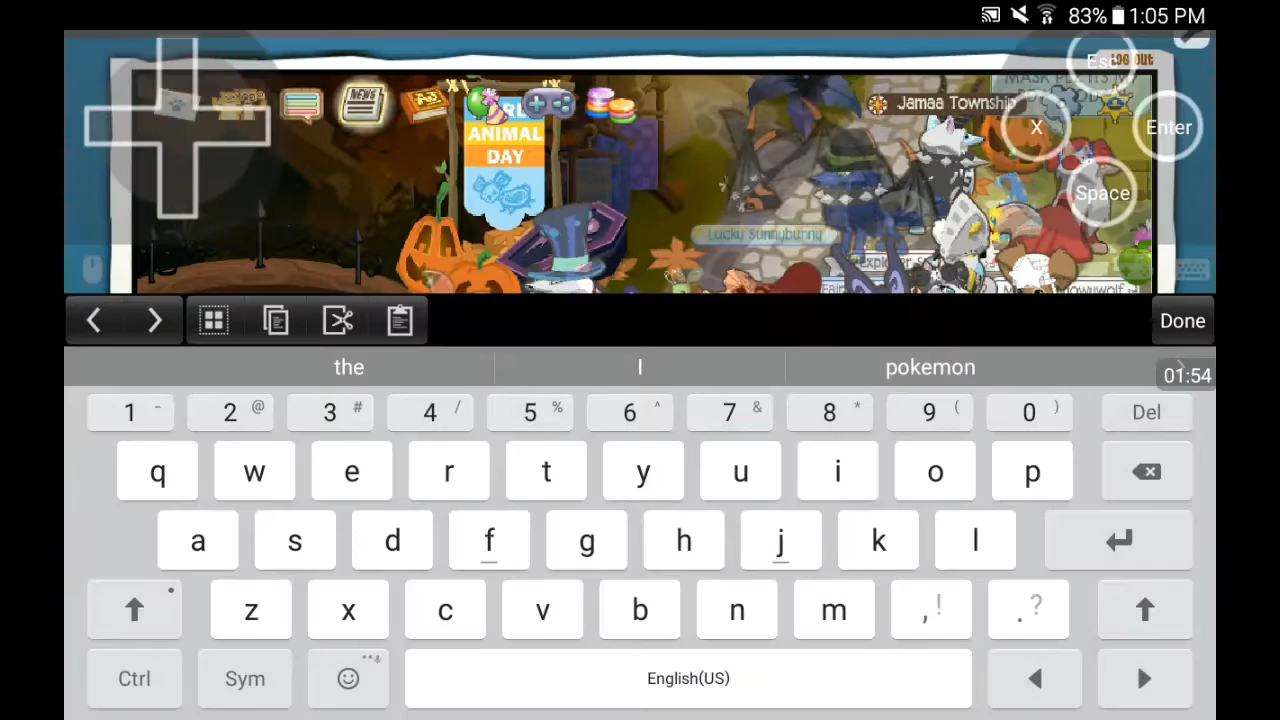 83% 1:05 PM
Esc Log Out
NEWS
Jamaa Township
X
Enter
ANIMAL
DAY
Space
Lucky Sunnybunny
Done
the I pokemon
01:54
1 - 2 @ 3 # 4 / 5 % 6 ^ 7 & 8 * 9 ( 0 ) Del
q w e r t y u i o p
a s d f g h j k l
z x c v b n m , ! . ?
Ctrl Sym English(US)